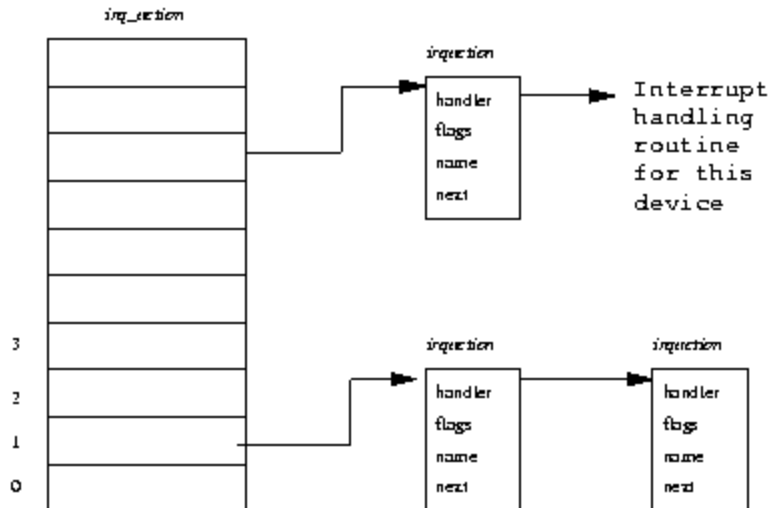 irq_action
irqaction
handler
flags
name
next
Interrupt
handling
routine
for this
device
3
2
1
0
irqaction
handler
flags
name
next
irqaction
handler
flags
name
next